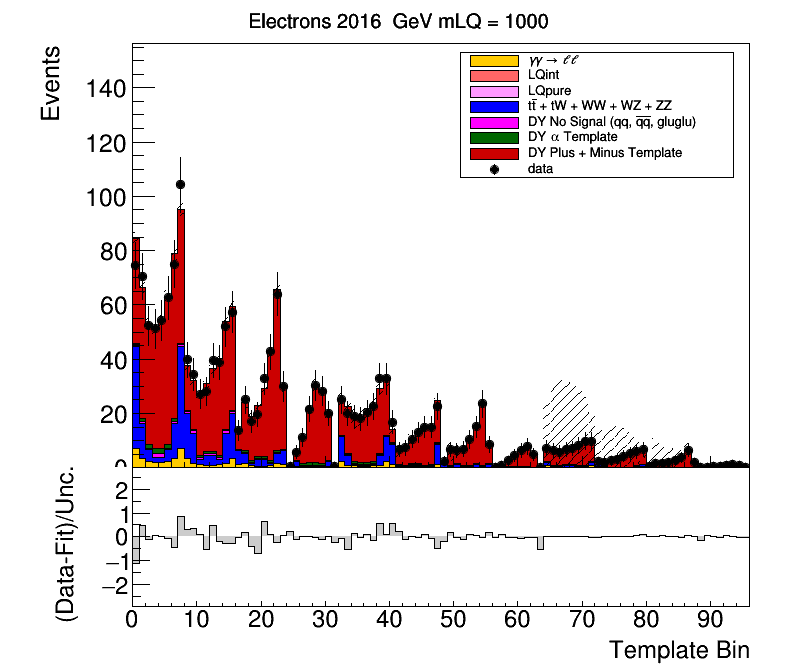 Electrons 2016 GeV mLQ = 1000
Events
140
120
100
80
60
40
20
0
γγ → ℓℓ
LQint
LQpure
tt̄ + tW + WW + WZ + ZZ
DY No Signal (qq, q̄q̄, gluglu)
DY α Template
DY Plus + Minus Template
data
(Data-Fit)/Unc.
2
1
0
−1
−2
0 10 20 30 40 50 60 70 80 90
Template Bin